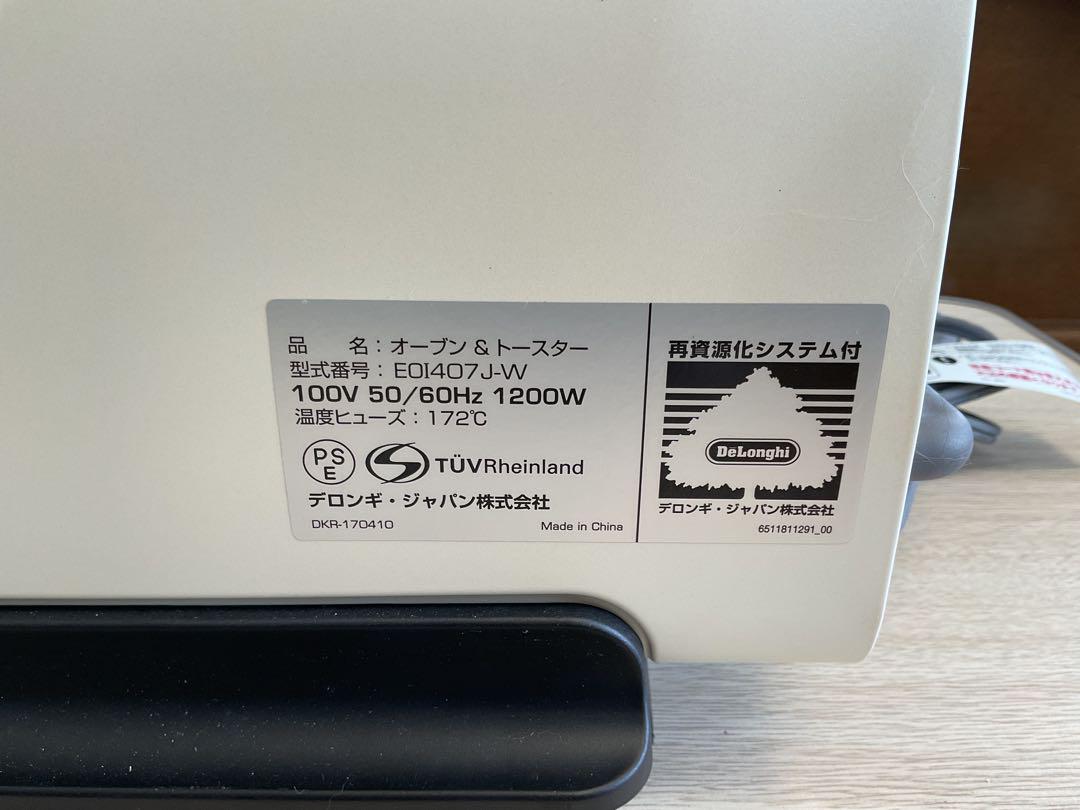 品　　名：オーブン & トースター
型式番号：EOI407J-W
100V 50/60Hz 1200W
温度ヒューズ：172℃
PS
E
TÜVRheinland
デロンギ・ジャパン株式会社
DKR-170410
Made in China
再資源化システム付
DeLonghi
デロンギ・ジャパン株式会社
6511811291_00